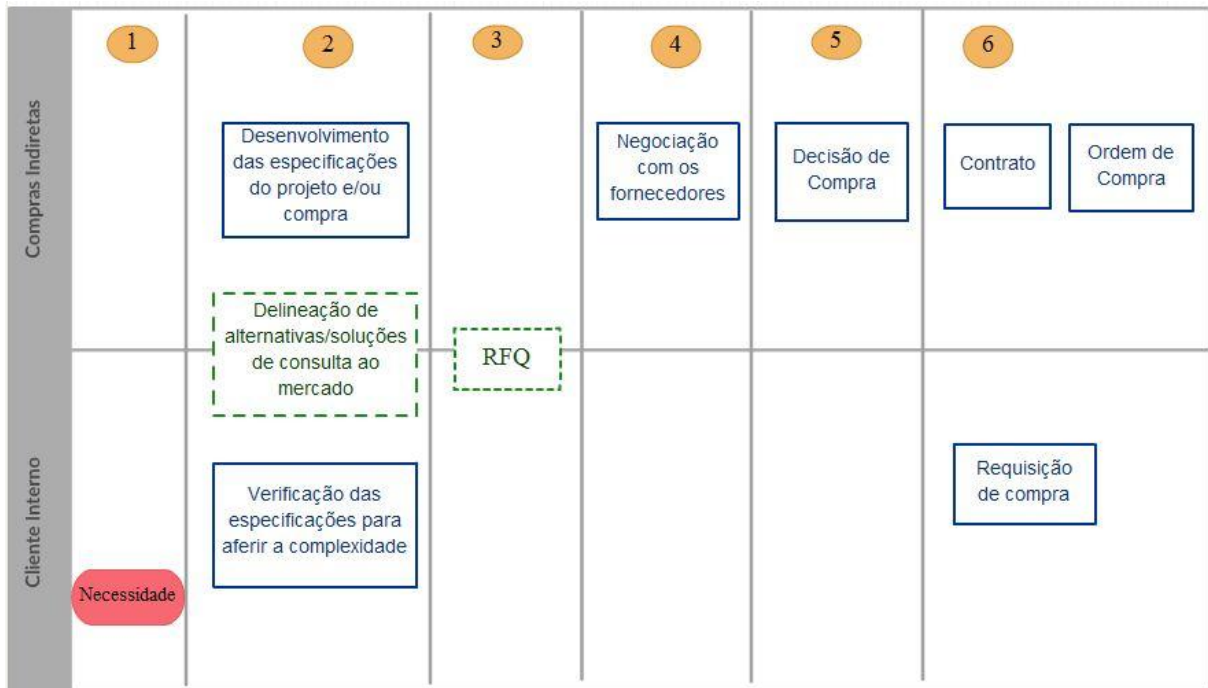 1
2
3
4
5
6
Compras Indiretas
Desenvolvimento
das especificações
do projeto e/ou
compra
Negociação
com os
fornecedores
Decisão de
Compra
Contrato
Ordem de
Compra
Delineação de
alternativas/soluções
de consulta ao
mercado
RFQ
Cliente Interno
Necessidade
Verificação das
especificações para
aferir a complexidade
Requisição
de compra